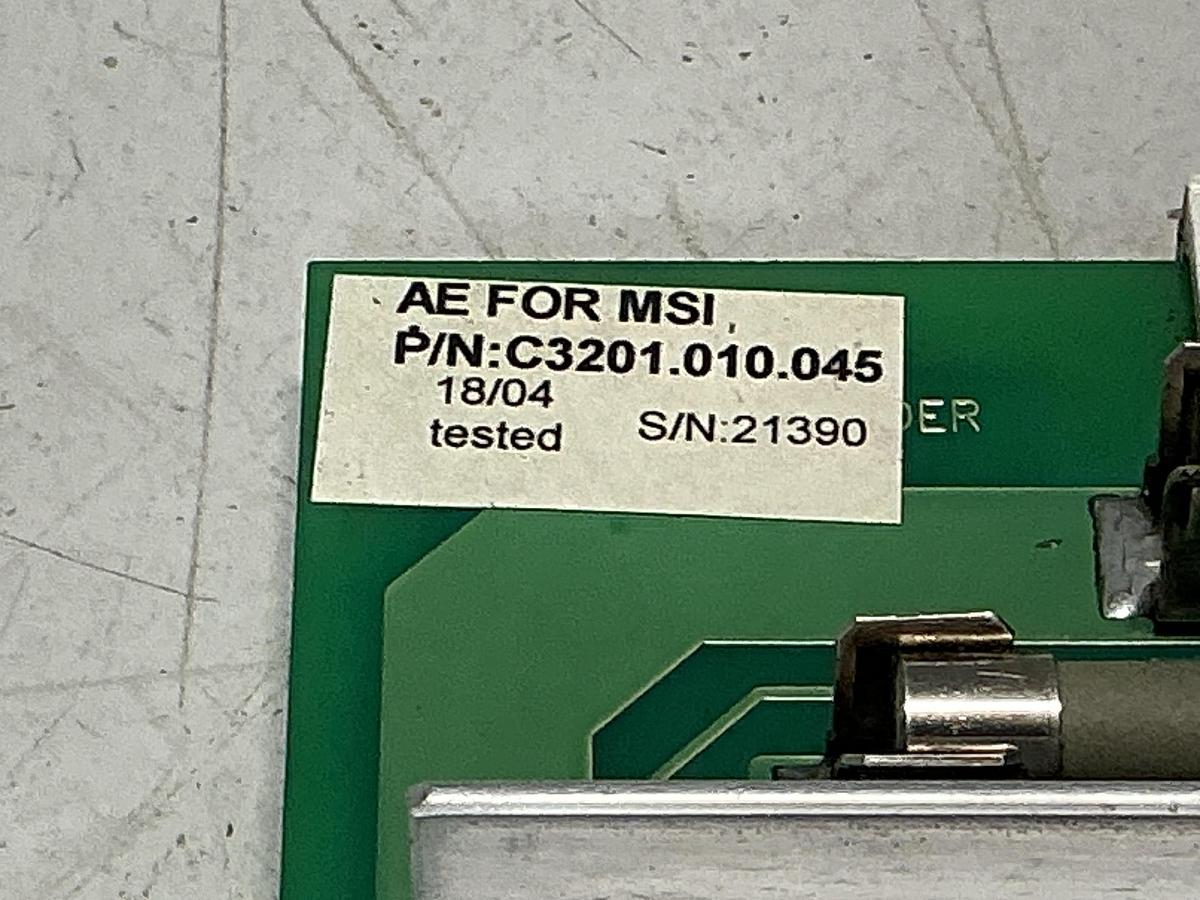 AE FOR MSI
P/N:C3201.010.045
18/04
tested S/N:21390